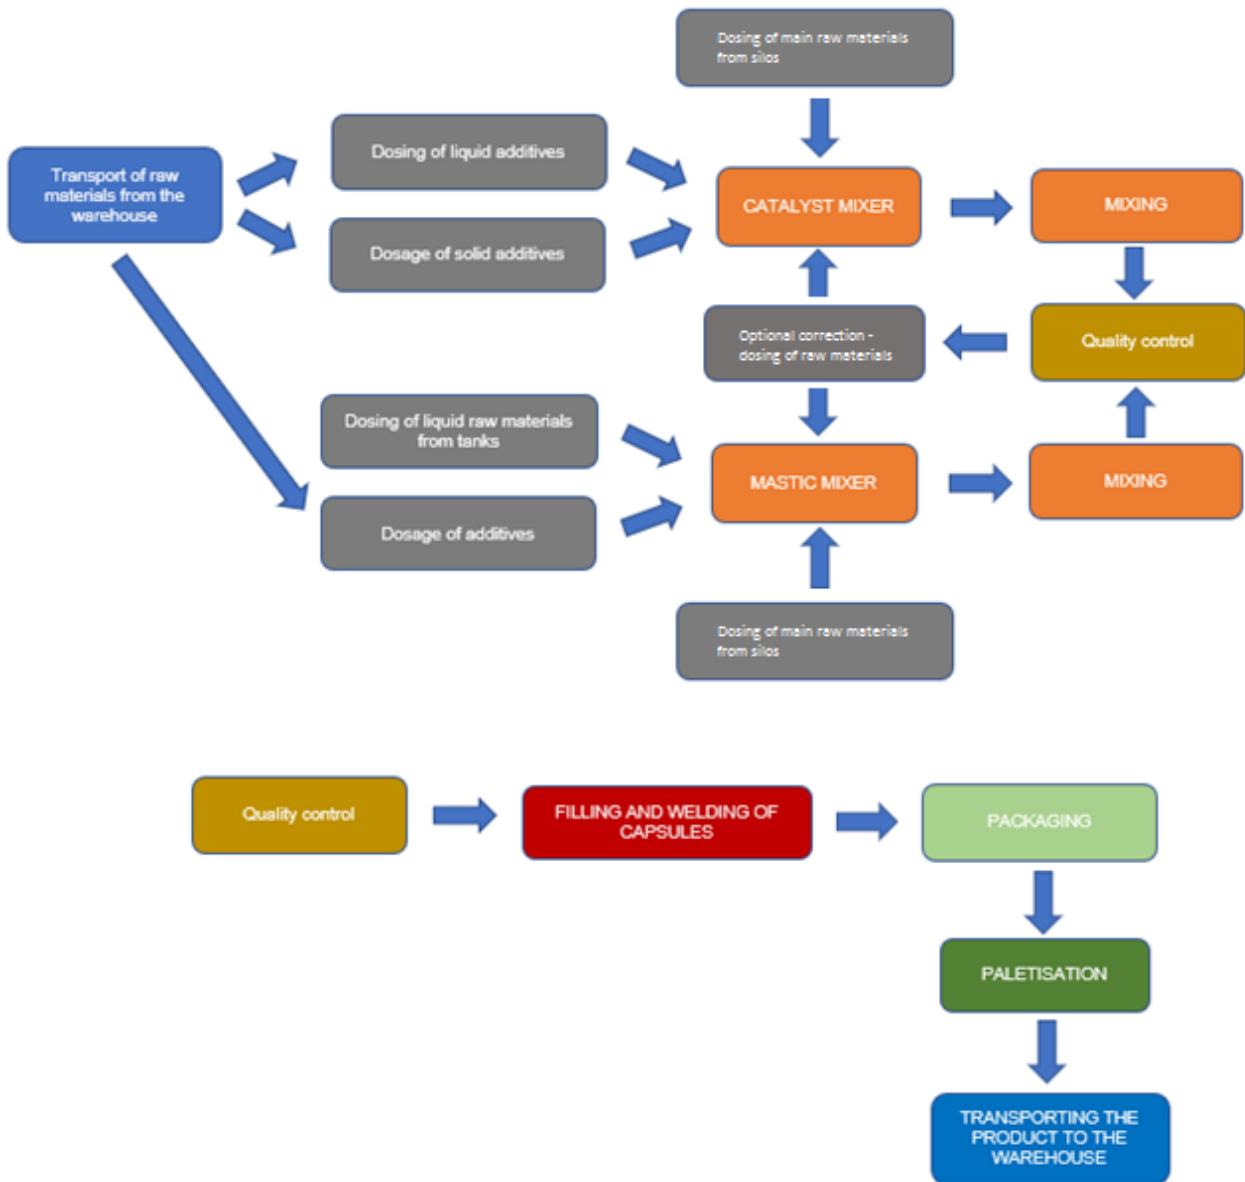 Dosing of main raw materials
from silos
Dosing of liquid additives
Transport of raw
materials from the
warehouse
CATALYST MIXER
MIXING
Dosage of solid additives
Optional correction -
dosing of raw materials
Quality control
Dosing of liquid raw materials
from tanks
MASTIC MIXER
MIXING
Dosage of additives
Dosing of main raw materials
from silos
Quality control
FILLING AND WELDING OF
CAPSULES
PACKAGING
PALETISATION
TRANSPORTING THE
PRODUCT TO THE
WAREHOUSE